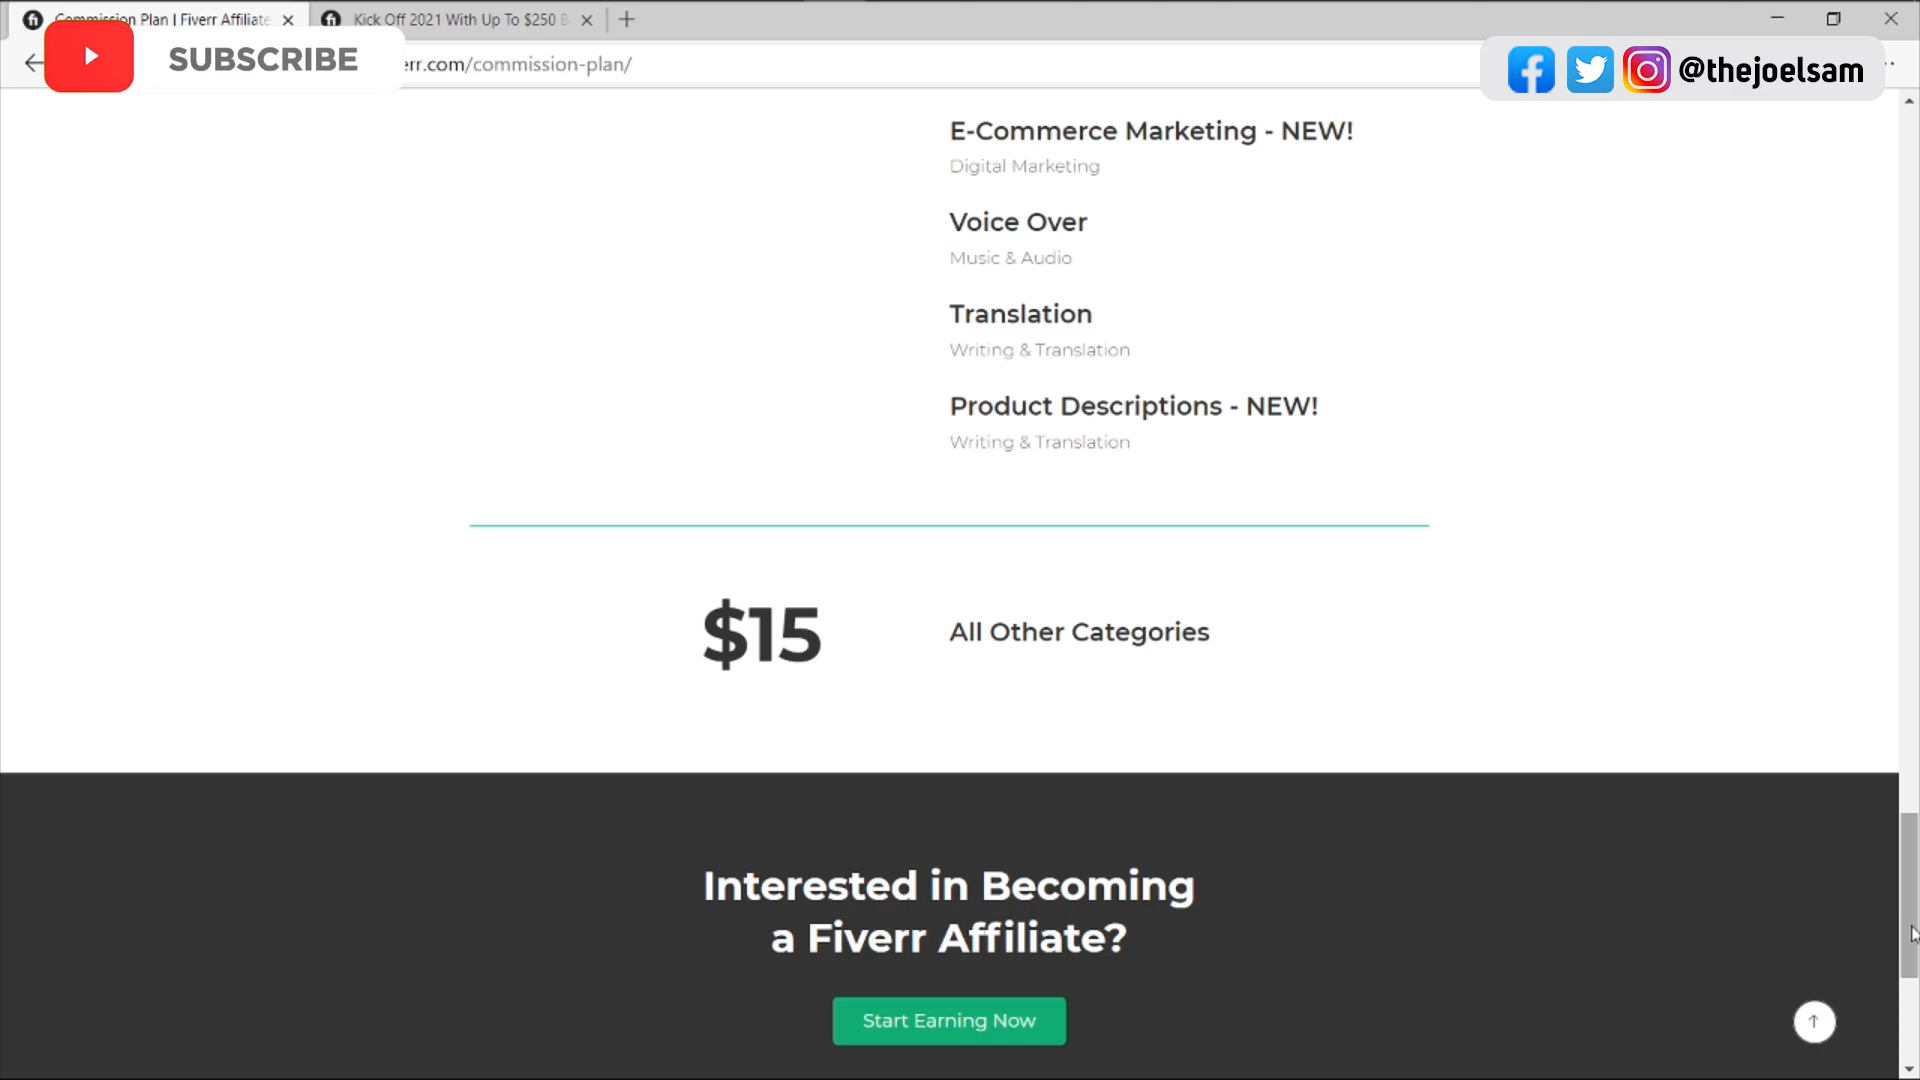 Commission Plan | Fiverr Affiliate
Kick Off 2021 With Up To $250 B
SUBSCRIBE
err.com/commission-plan/
@thejoelsam
E-Commerce Marketing - NEW!
Digital Marketing
Voice Over
Music & Audio
Translation
Writing & Translation
Product Descriptions - NEW!
Writing & Translation
$15
All Other Categories
Interested in Becoming
a Fiverr Affiliate?
Start Earning Now